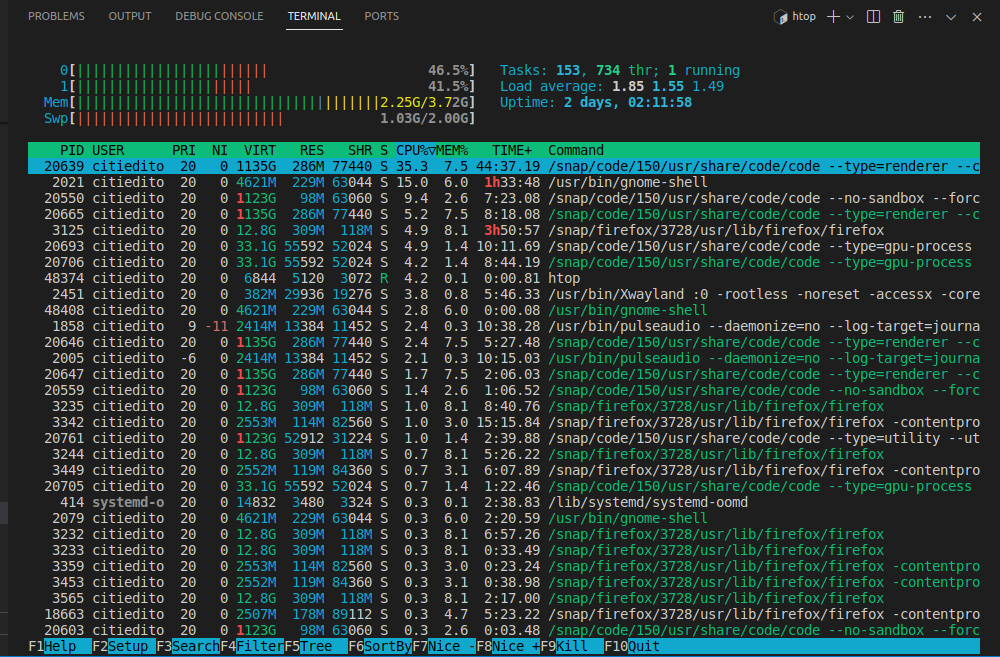 PROBLEMS OUTPUT DEBUG CONSOLE TERMINAL PORTS htop
0[||||||||||||||||||||||||46.5%] Tasks: 153, 734 thr; 1 running
1[||||||||||||||||||||||41.5%] Load average: 1.85 1.55 1.49
Mem[||||||||||||||||||||||||||||||||||||||2.25G/3.72G] Uptime: 2 days, 02:11:58
Swp[||||||||||||||||||||||||||1.03G/2.00G]
PID USER PRI NI VIRT RES SHR S CPU%▽MEM% TIME+ Command
20639 citiedito 20 0 1135G 286M 77440 S 35.3 7.5 44:37.19 /snap/code/150/usr/share/code/code --type=renderer --c
2021 citiedito 20 0 4621M 229M 63044 S 15.0 6.0 1h33:48 /usr/bin/gnome-shell
20550 citiedito 20 0 1123G 98M 63060 S 9.4 2.6 7:23.08 /snap/code/150/usr/share/code/code --no-sandbox --forc
20665 citiedito 20 0 1135G 286M 77440 S 5.2 7.5 8:18.08 /snap/code/150/usr/share/code/code --type=renderer --c
3125 citiedito 20 0 12.8G 309M 118M S 4.9 8.1 3h50:57 /snap/firefox/3728/usr/lib/firefox/firefox
20693 citiedito 20 0 33.1G 55592 52024 S 4.9 1.4 10:11.69 /snap/code/150/usr/share/code/code --type=gpu-process
20706 citiedito 20 0 33.1G 55592 52024 S 4.2 1.4 8:44.19 /snap/code/150/usr/share/code/code --type=gpu-process
48374 citiedito 20 0 6844 5120 3072 R 4.2 0.1 0:00.81 htop
2451 citiedito 20 0 382M 29936 19276 S 3.8 0.8 5:46.33 /usr/bin/Xwayland :0 -rootless -noreset -accessx -core
48408 citiedito 20 0 4621M 229M 63044 S 2.8 6.0 0:00.08 /usr/bin/gnome-shell
1858 citiedito 9 -11 2414M 13384 11452 S 2.4 0.3 10:38.28 /usr/bin/pulseaudio --daemonize=no --log-target=journa
20646 citiedito 20 0 1135G 286M 77440 S 2.4 7.5 5:27.48 /snap/code/150/usr/share/code/code --type=renderer --c
2005 citiedito -6 0 2414M 13384 11452 S 2.1 0.3 10:15.03 /usr/bin/pulseaudio --daemonize=no --log-target=journa
20647 citiedito 20 0 1135G 286M 77440 S 1.7 7.5 2:06.03 /snap/code/150/usr/share/code/code --type=renderer --c
20559 citiedito 20 0 1123G 98M 63060 S 1.4 2.6 1:06.52 /snap/code/150/usr/share/code/code --no-sandbox --forc
3235 citiedito 20 0 12.8G 309M 118M S 1.0 8.1 8:40.76 /snap/firefox/3728/usr/lib/firefox/firefox
3342 citiedito 20 0 2553M 114M 82560 S 1.0 3.0 15:15.84 /snap/firefox/3728/usr/lib/firefox/firefox -contentpro
20761 citiedito 20 0 1123G 52912 31224 S 1.0 1.4 2:39.88 /snap/code/150/usr/share/code/code --type=utility --ut
3244 citiedito 20 0 12.8G 309M 118M S 0.7 8.1 5:26.22 /snap/firefox/3728/usr/lib/firefox/firefox
3449 citiedito 20 0 2552M 119M 84360 S 0.7 3.1 6:07.89 /snap/firefox/3728/usr/lib/firefox/firefox -contentpro
20705 citiedito 20 0 33.1G 55592 52024 S 0.7 1.4 1:22.46 /snap/code/150/usr/share/code/code --type=gpu-process
414 systemd-o 20 0 14832 3480 3324 S 0.3 0.1 2:38.83 /lib/systemd/systemd-oomd
2079 citiedito 20 0 4621M 229M 63044 S 0.3 6.0 2:20.59 /usr/bin/gnome-shell
3232 citiedito 20 0 12.8G 309M 118M S 0.3 8.1 6:57.26 /snap/firefox/3728/usr/lib/firefox/firefox
3233 citiedito 20 0 12.8G 309M 118M S 0.3 8.1 0:33.49 /snap/firefox/3728/usr/lib/firefox/firefox
3359 citiedito 20 0 2553M 114M 82560 S 0.3 3.0 0:23.24 /snap/firefox/3728/usr/lib/firefox/firefox -contentpro
3453 citiedito 20 0 2552M 119M 84360 S 0.3 3.1 0:38.98 /snap/firefox/3728/usr/lib/firefox/firefox -contentpro
3565 citiedito 20 0 12.8G 309M 118M S 0.3 8.1 2:17.00 /snap/firefox/3728/usr/lib/firefox/firefox
18663 citiedito 20 0 2507M 178M 89112 S 0.3 4.7 5:23.22 /snap/firefox/3728/usr/lib/firefox/firefox -contentpro
20603 citiedito 20 0 1123G 98M 63060 S 0.3 2.6 0:03.48 /snap/code/150/usr/share/code/code --no-sandbox --forc
F1Help F2Setup F3SearchF4FilterF5Tree F6SortByF7Nice -F8Nice +F9Kill F10Quit